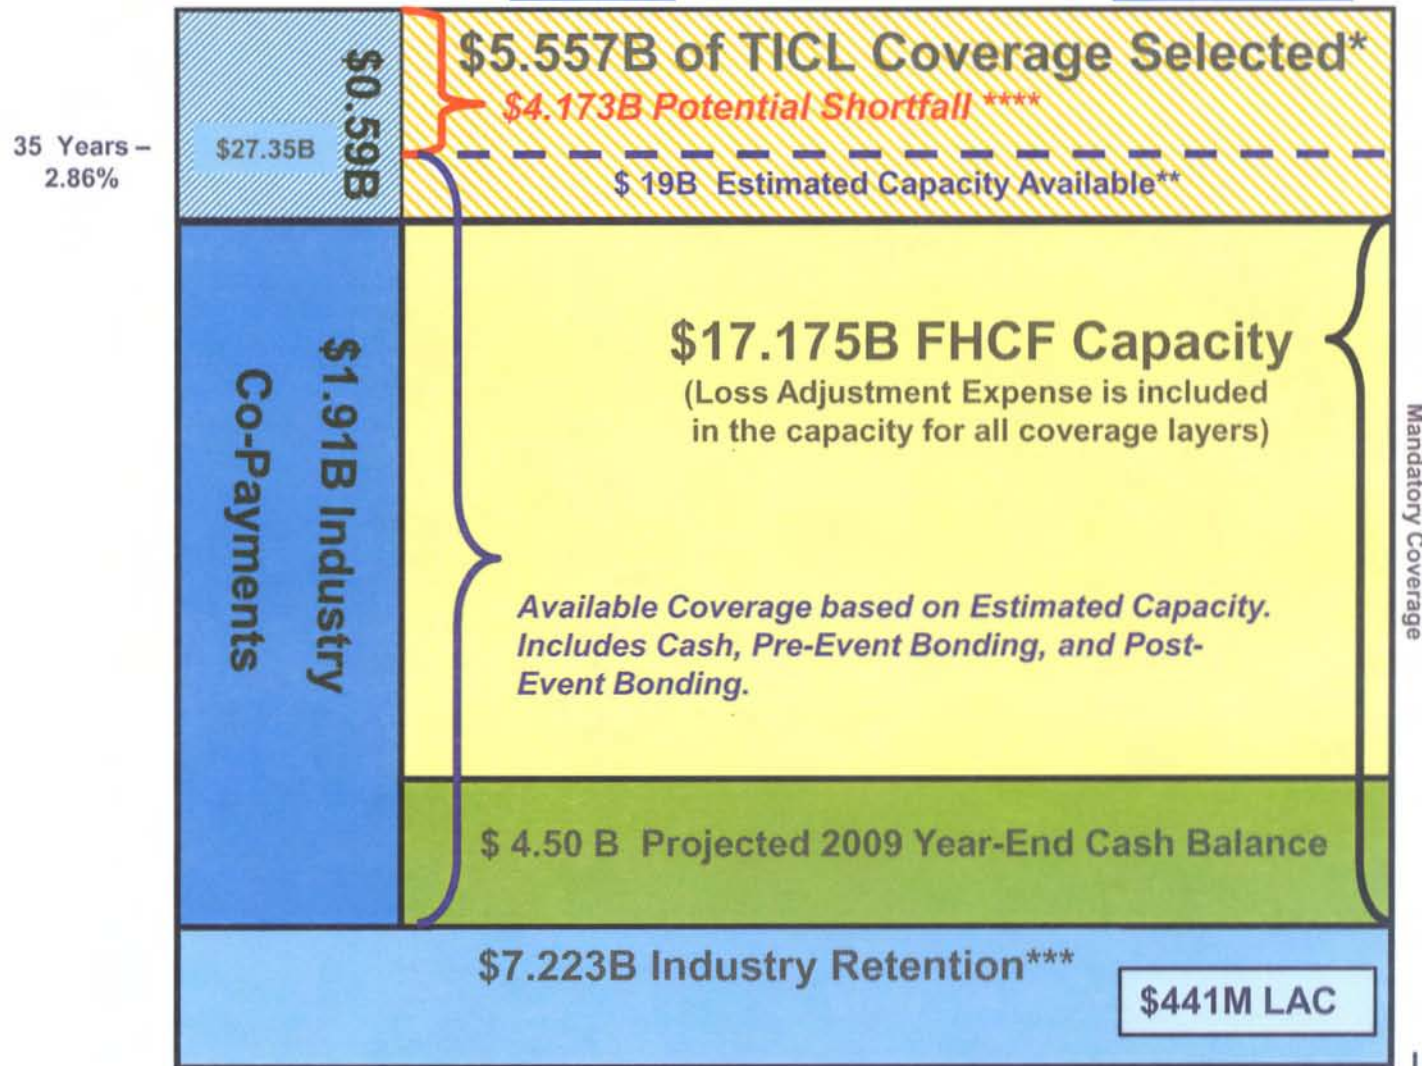 $5.557B of TICL Coverage Selected*
$4.173B Potential Shortfall ****
35 Years –
2.86%
$27.35B
$0.59B
$ 19B Estimated Capacity Available**
$17.175B FHCF Capacity
(Loss Adjustment Expense is included
in the capacity for all coverage layers)
$1.91B Industry
Co-Payments
Mandatory Coverage
Available Coverage based on Estimated Capacity.
Includes Cash, Pre-Event Bonding, and Post-
Event Bonding.
$ 4.50 B Projected 2009 Year-End Cash Balance
$7.223B Industry Retention***
$441M LAC